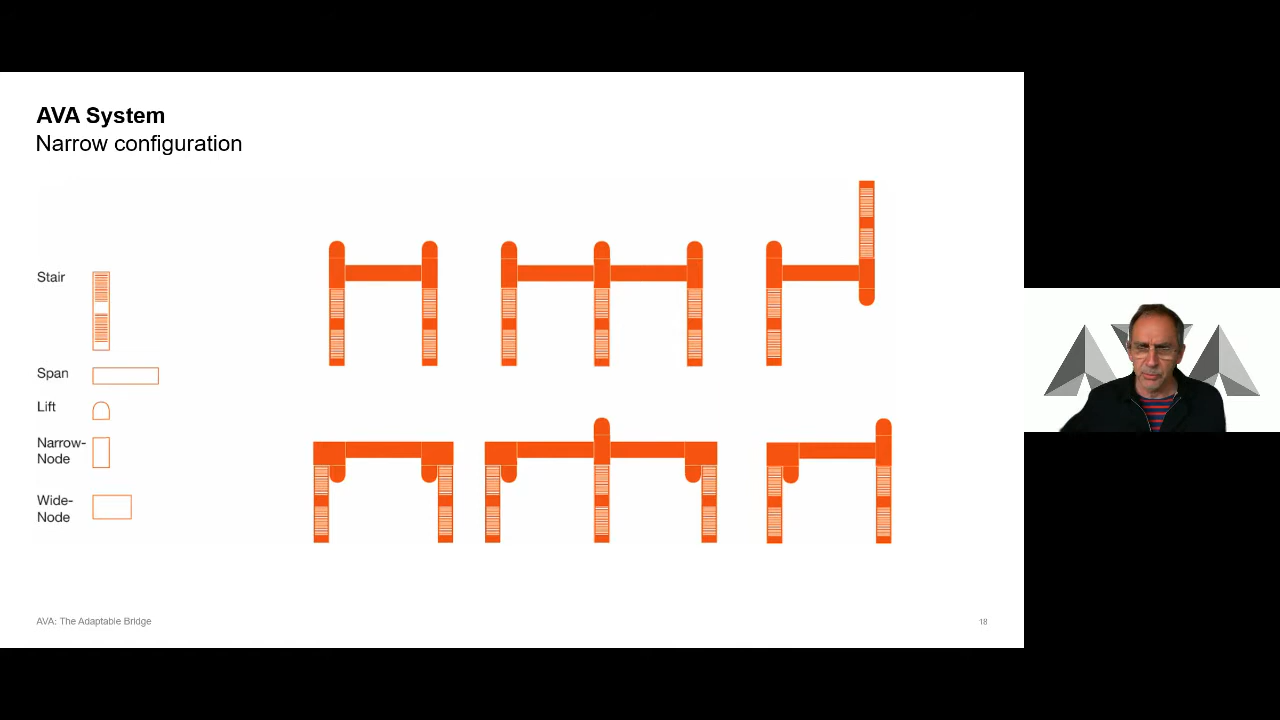 AVA System
Narrow configuration
Stair
Span
Lift
Narrow-
Node
Wide-
Node
AVA: The Adaptable Bridge
18